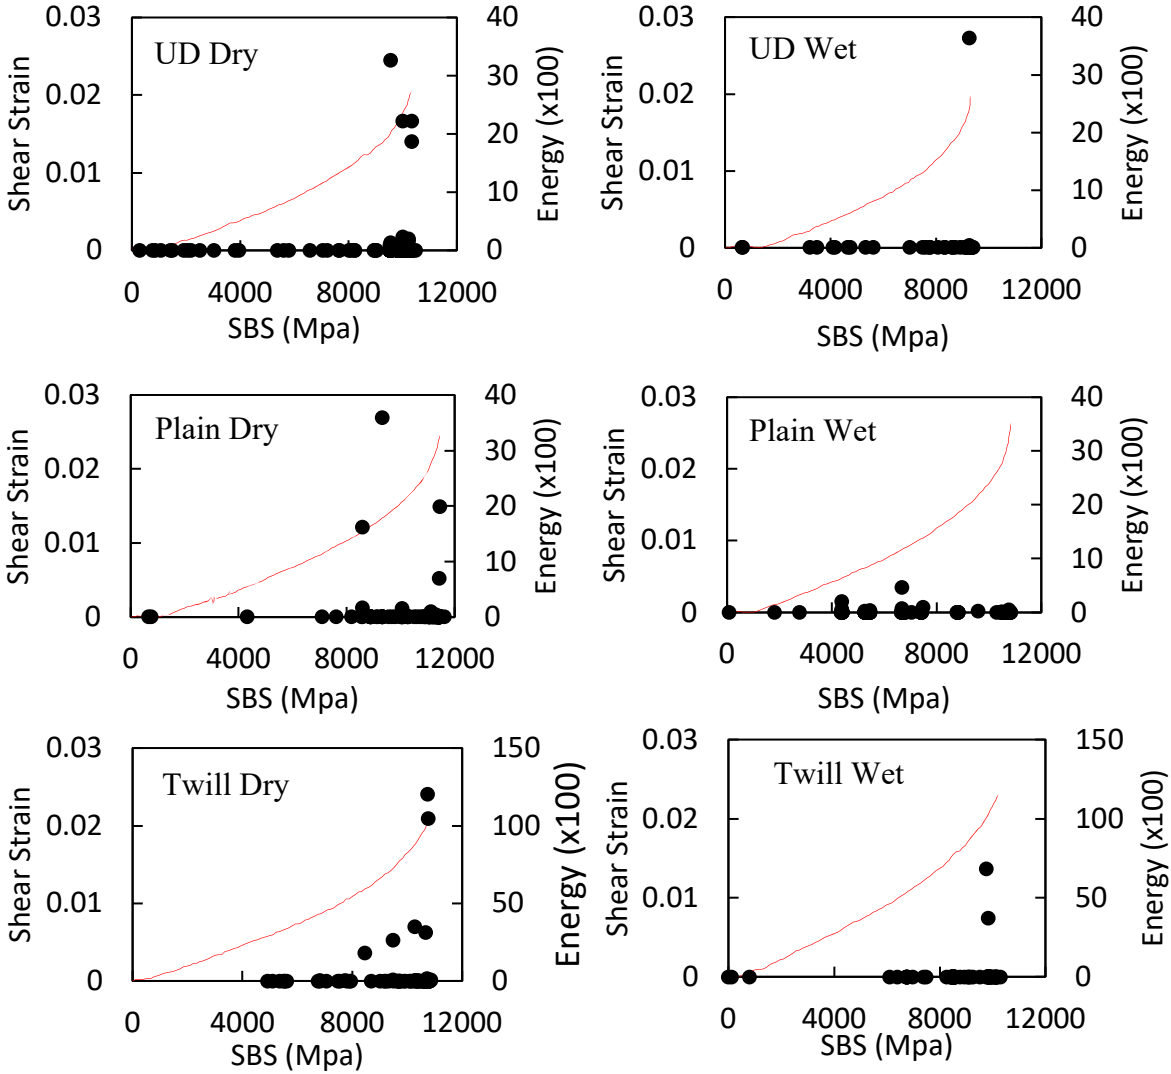 UD Dry
Shear Strain
0.03
0.02
0.01
0
40
30
20
10
0
Energy (x100)
0 4000 8000 12000
SBS (Mpa)
UD Wet
Shear Strain
0.03
0.02
0.01
0
40
30
20
10
0
Energy (x100)
0 4000 8000 12000
SBS (Mpa)
Plain Dry
Shear Strain
0.03
0.02
0.01
0
40
30
20
10
0
Energy (x100)
0 4000 8000 12000
SBS (Mpa)
Plain Wet
Shear Strain
0.03
0.02
0.01
0
40
30
20
10
0
Energy (x100)
0 4000 8000 12000
SBS (Mpa)
Twill Dry
Shear Strain
0.03
0.02
0.01
0
150
100
50
0
Energy (x100)
0 4000 8000 12000
SBS (Mpa)
Twill Wet
Shear Strain
0.03
0.02
0.01
0
150
100
50
0
Energy (x100)
0 4000 8000 12000
SBS (Mpa)